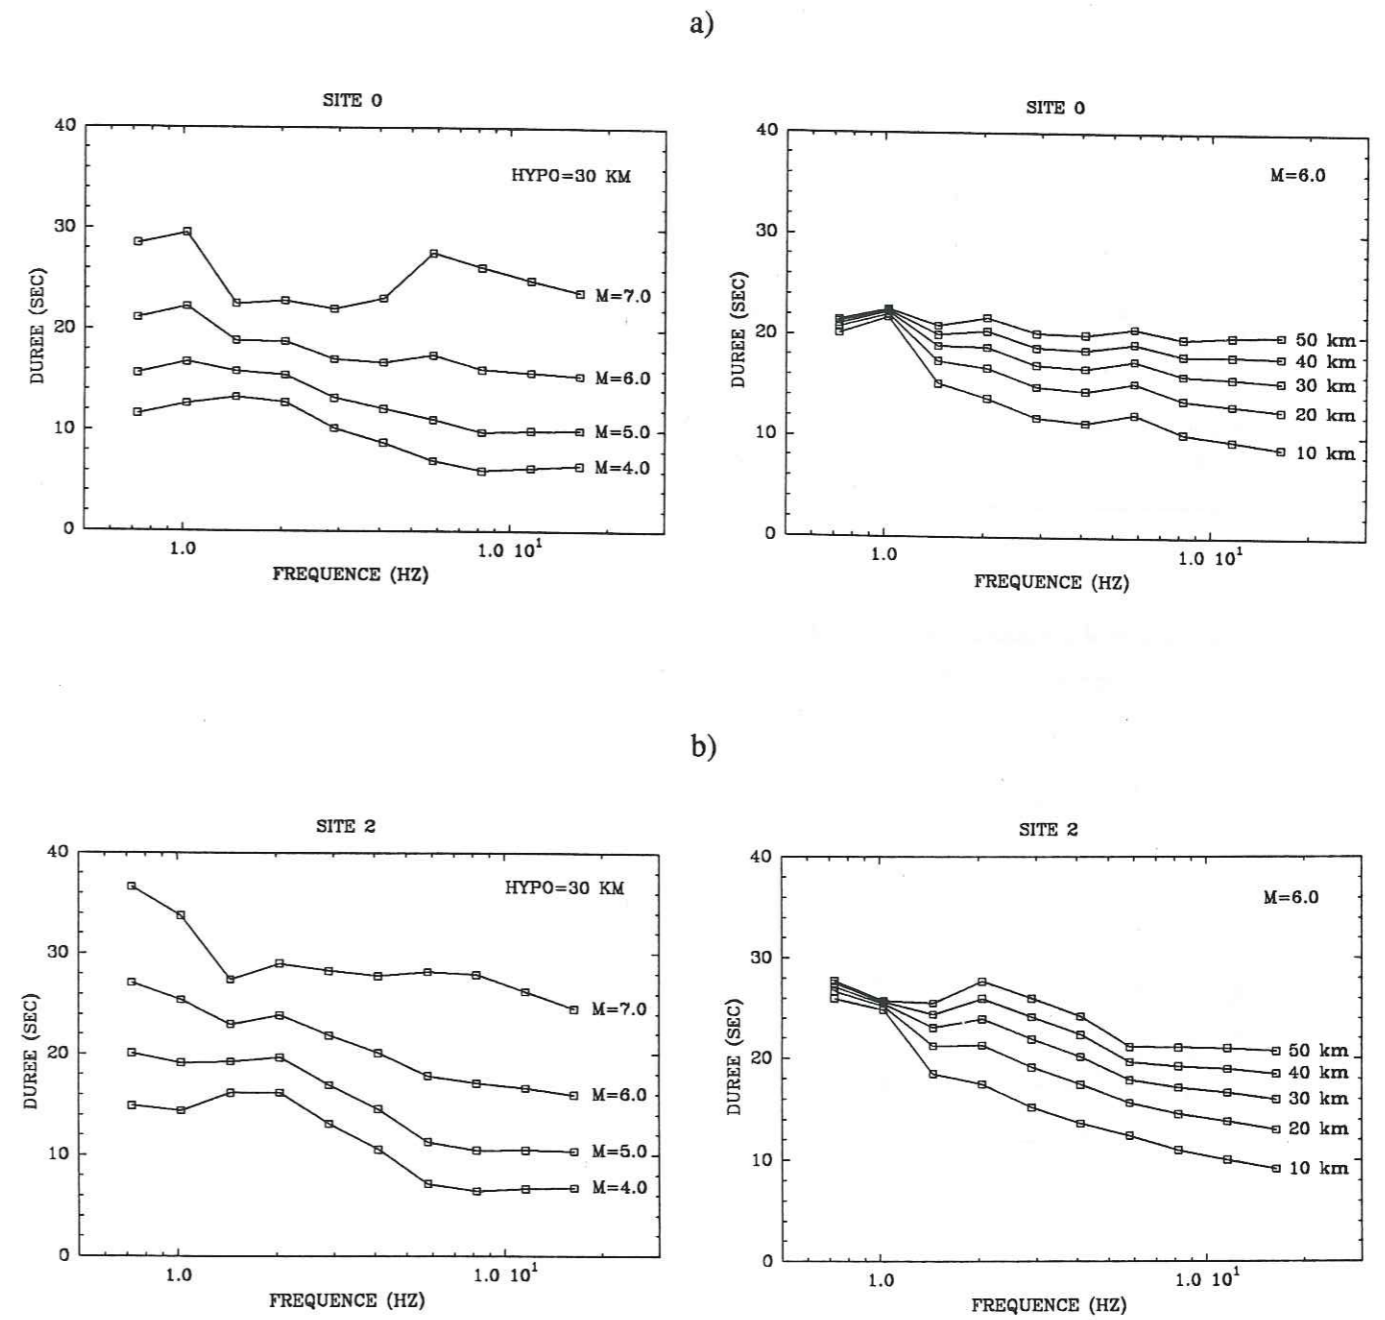 a)
SITE 0
HYPO=30 KM
40
30
20
10
0
DUREE (SEC)
M=7.0
M=6.0
M=5.0
M=4.0
1.0
1.0 10¹
FREQUENCE (HZ)
SITE 0
M=6.0
40
30
20
10
0
DUREE (SEC)
50 km
40 km
30 km
20 km
10 km
1.0
1.0 10¹
FREQUENCE (HZ)
b)
SITE 2
HYPO=30 KM
40
30
20
10
0
DUREE (SEC)
M=7.0
M=6.0
M=5.0
M=4.0
1.0
1.0 10¹
FREQUENCE (HZ)
SITE 2
M=6.0
40
30
20
10
0
DUREE (SEC)
50 km
40 km
30 km
20 km
10 km
1.0
1.0 10¹
FREQUENCE (HZ)